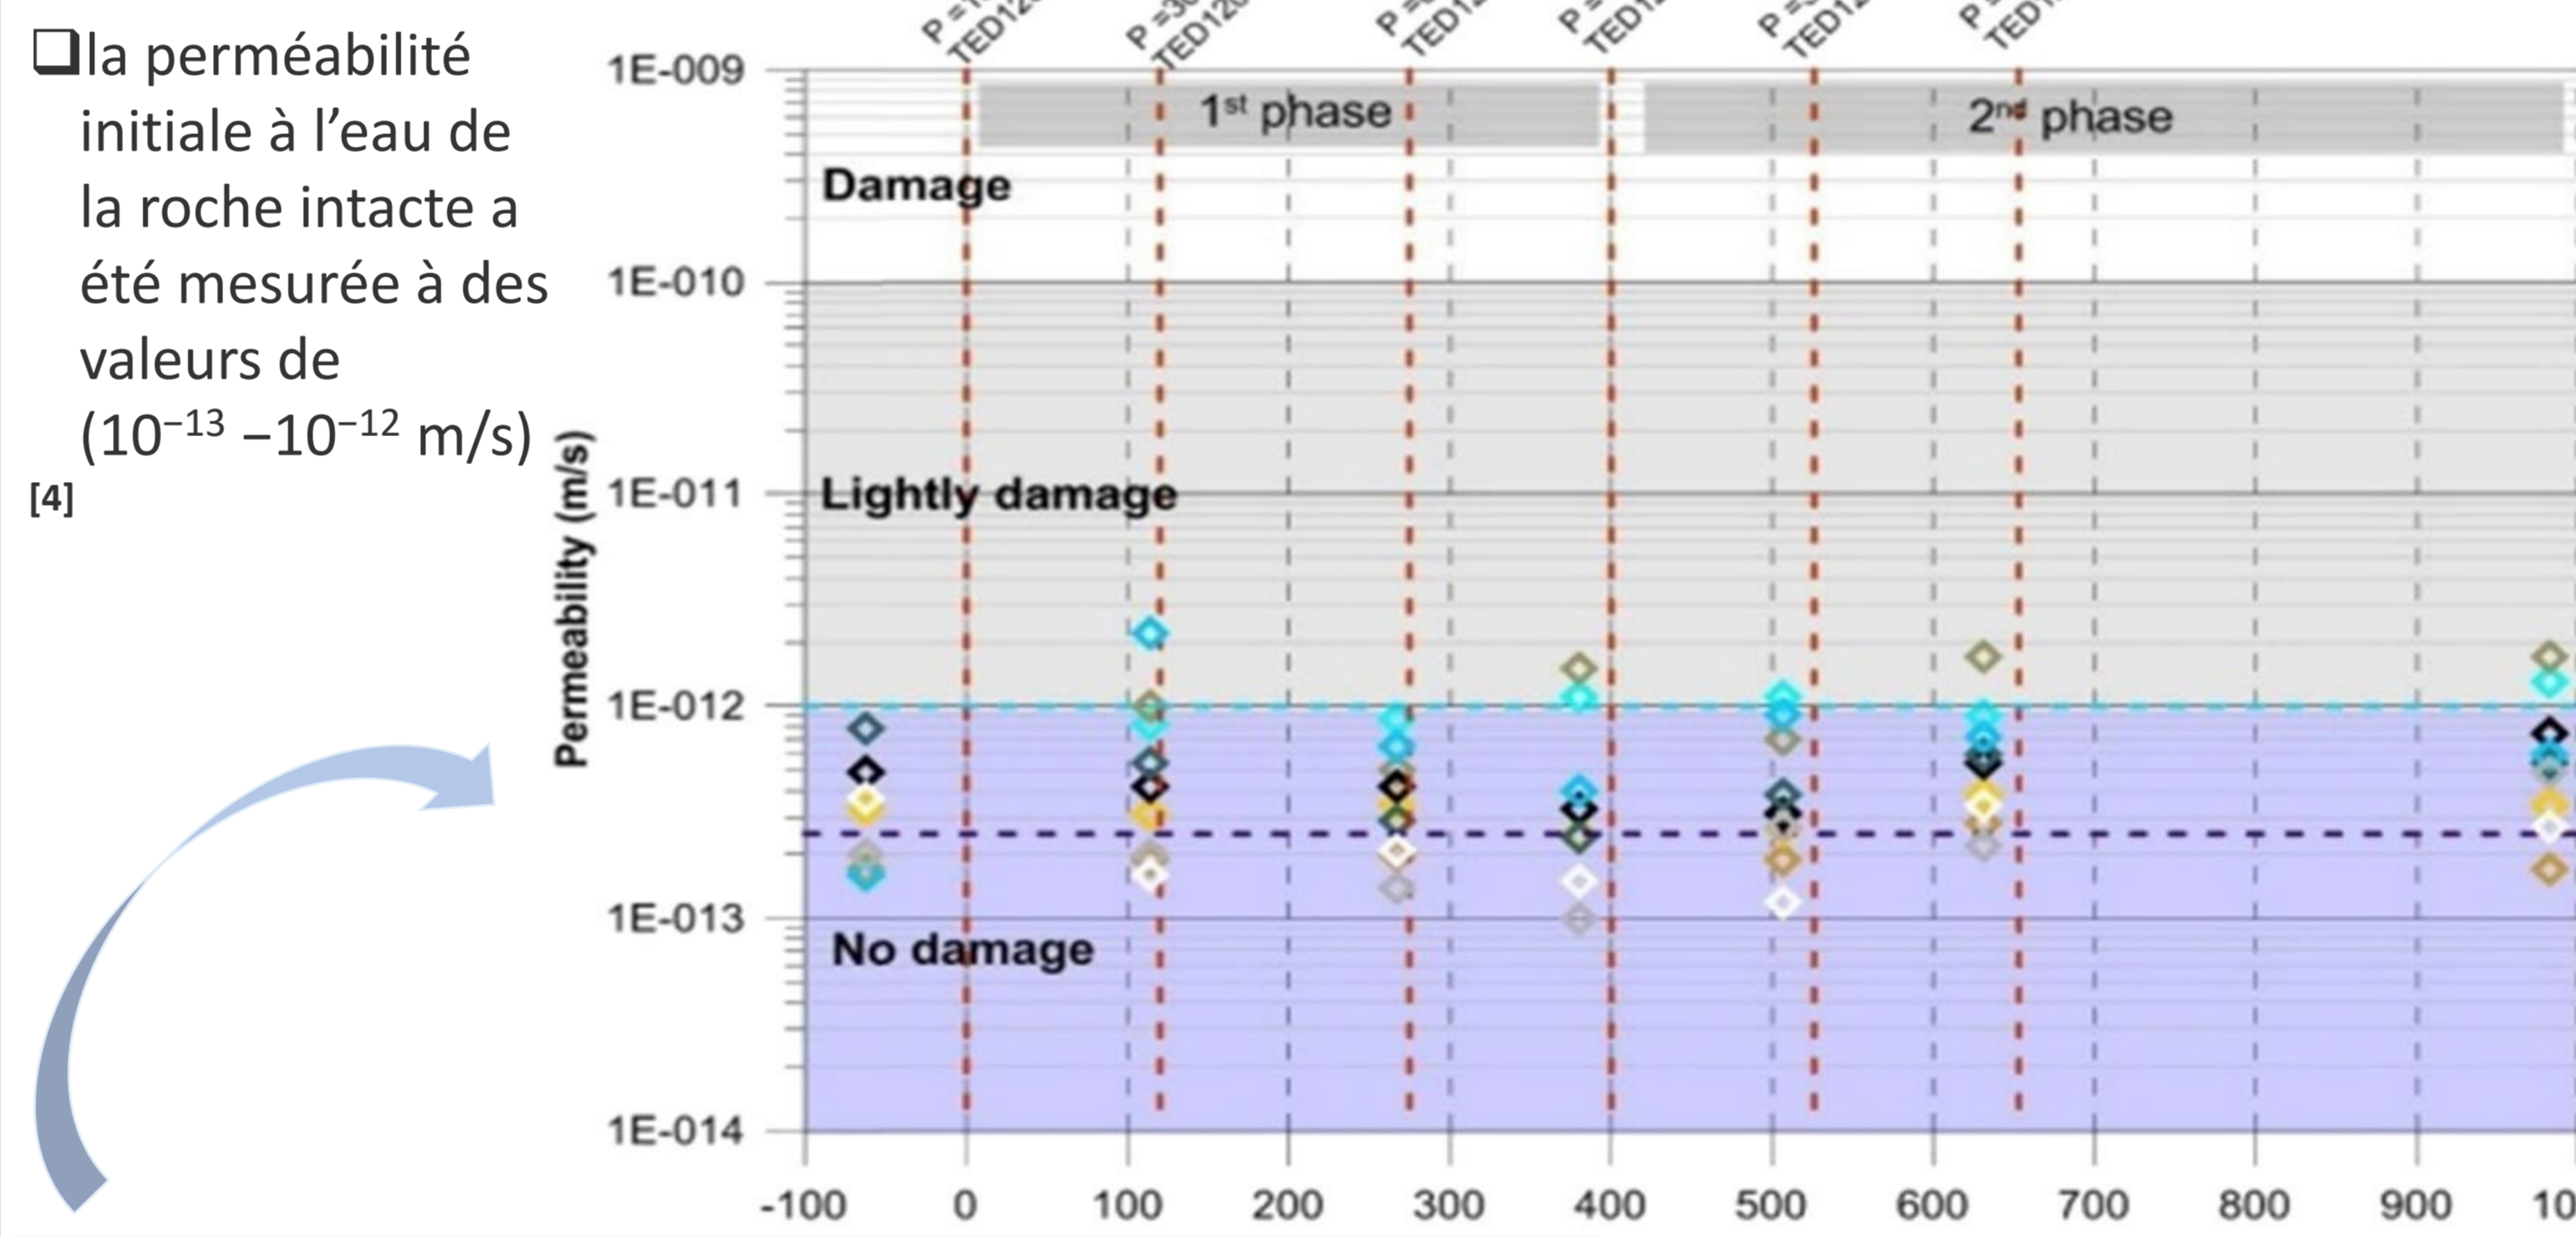 ❑la perméabilité
initiale à l’eau de
la roche intacte a
été mesurée à des
valeurs de
(10⁻¹³ –10⁻¹² m/s)
[4]
1st phase
2nd phase
Damage
Lightly damage
No damage
Permeability (m/s)
1E-009
1E-010
1E-011
1E-012
1E-013
1E-014
-100 0 100 200 300 400 500 600 700 800 900